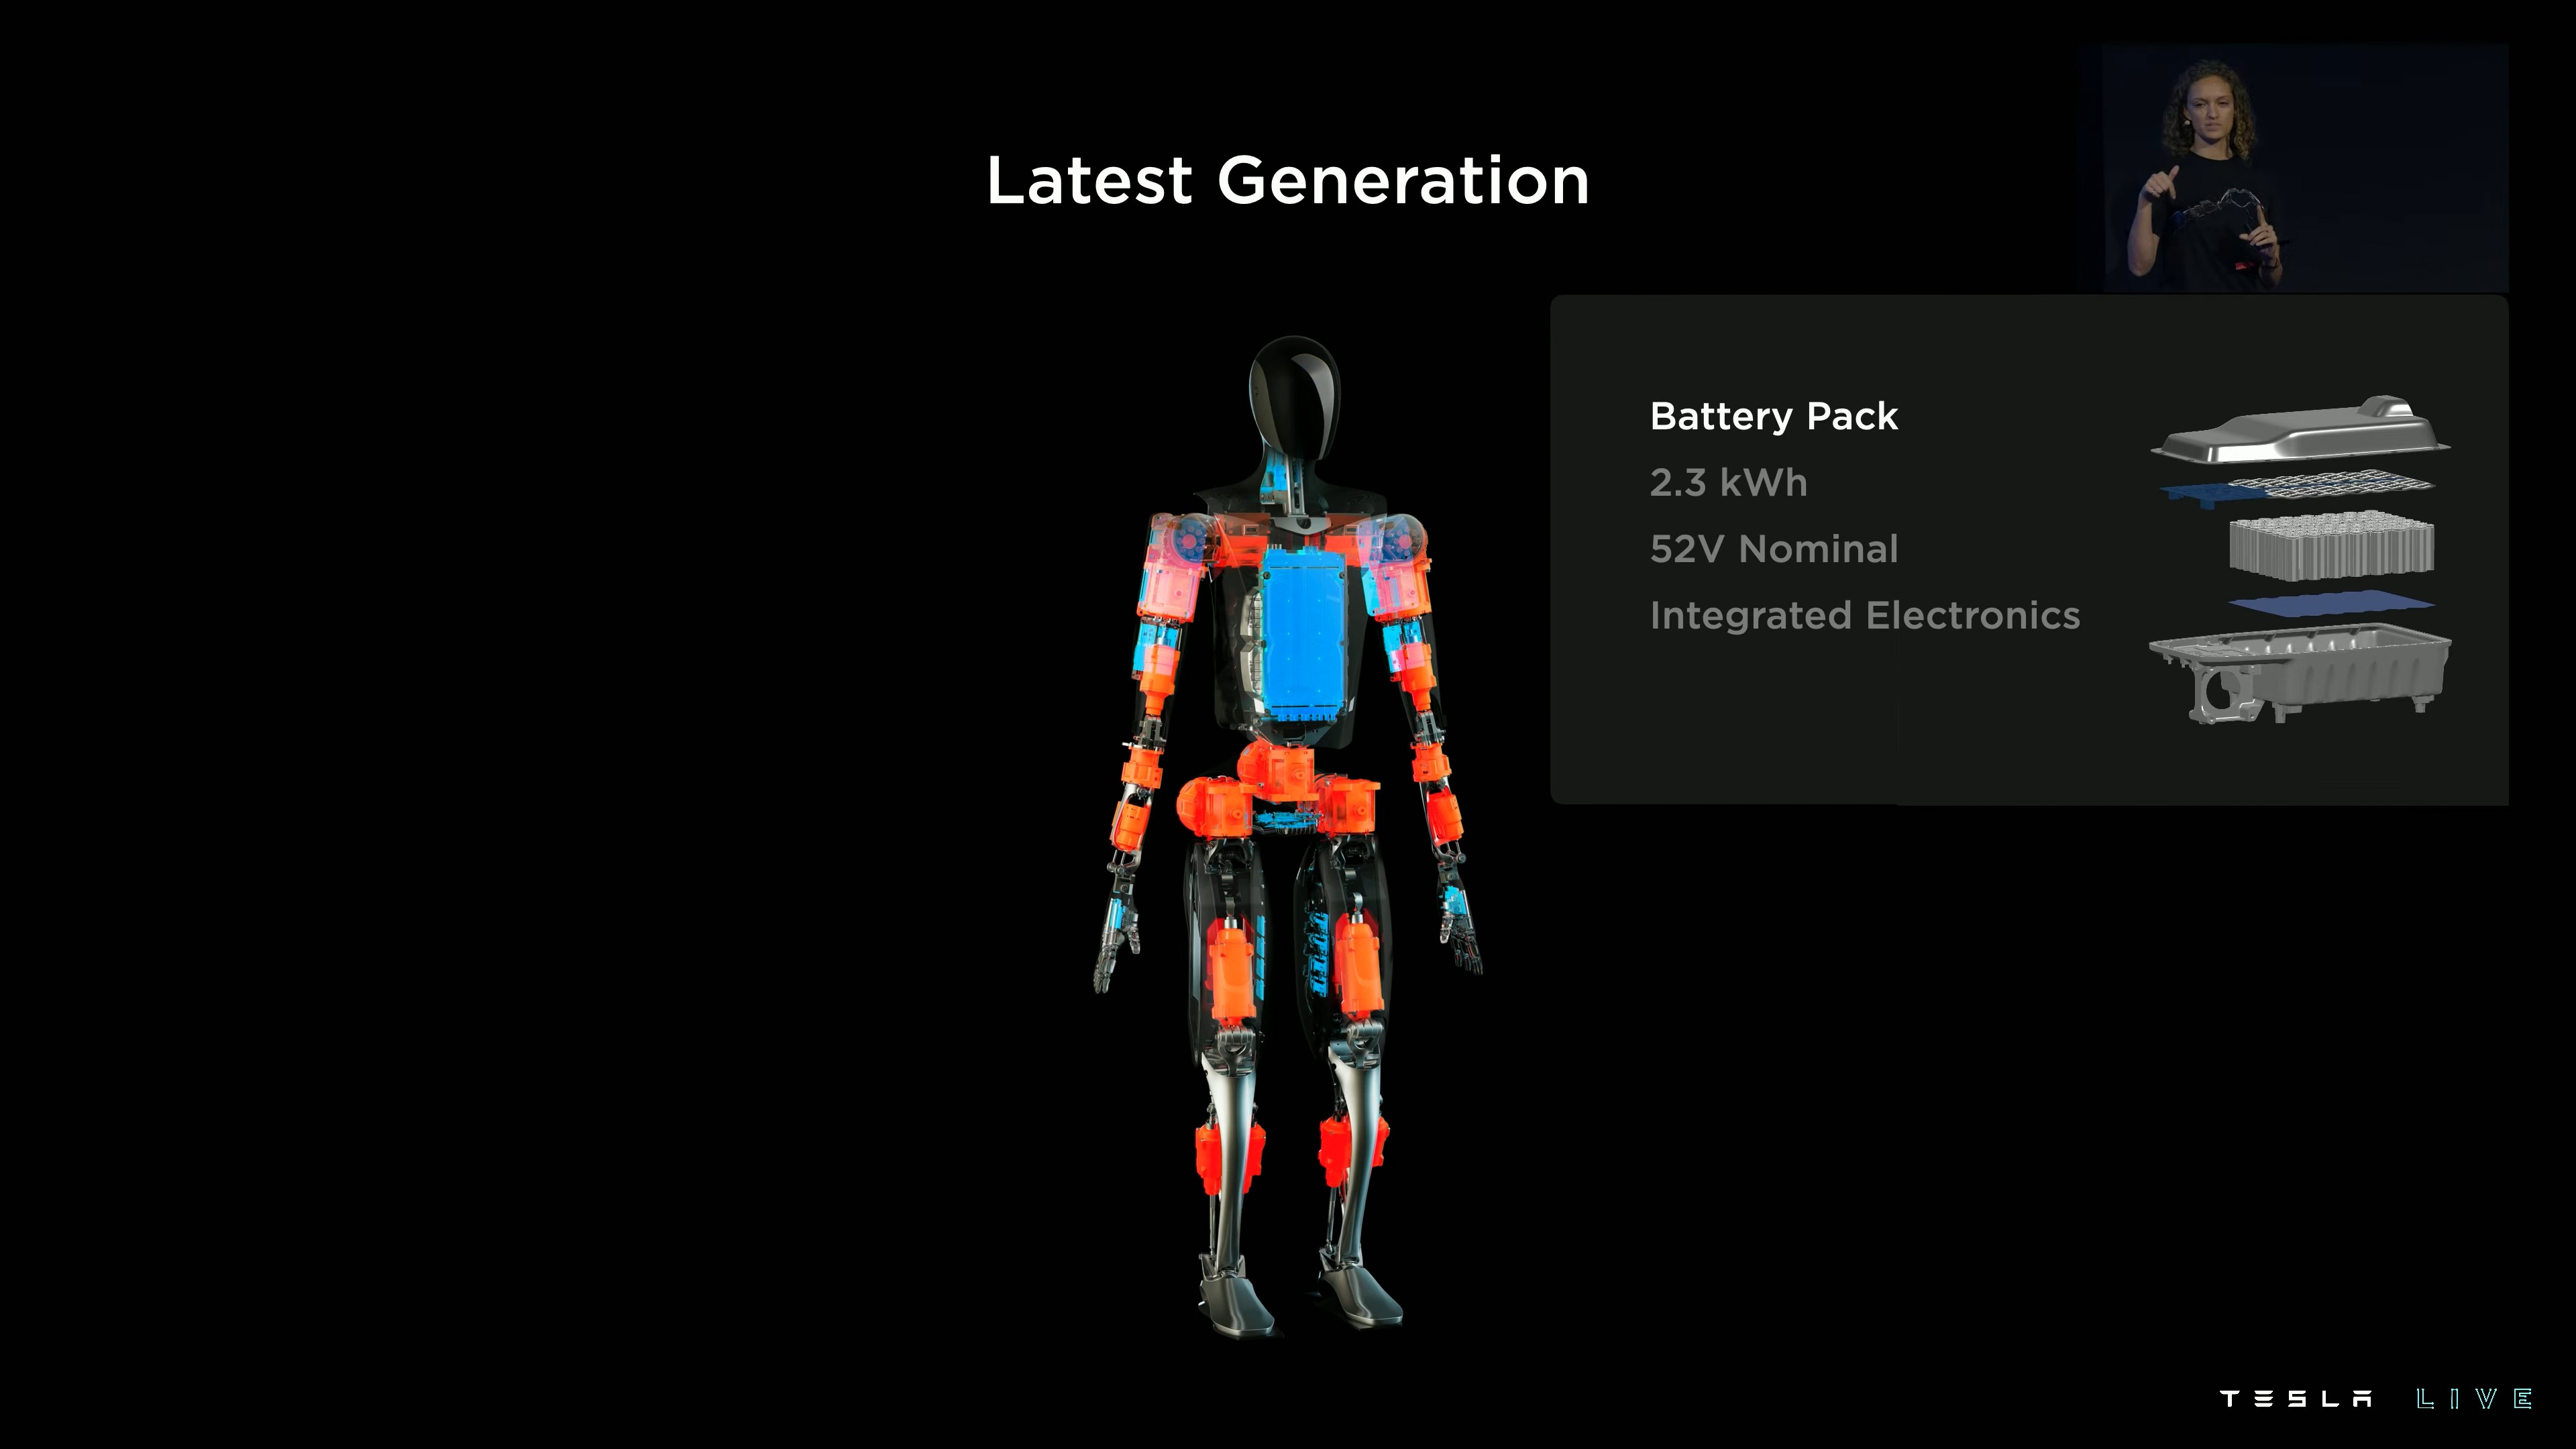 Latest Generation
Battery Pack
2.3 kWh
52V Nominal
Integrated Electronics
TESLA LIVE